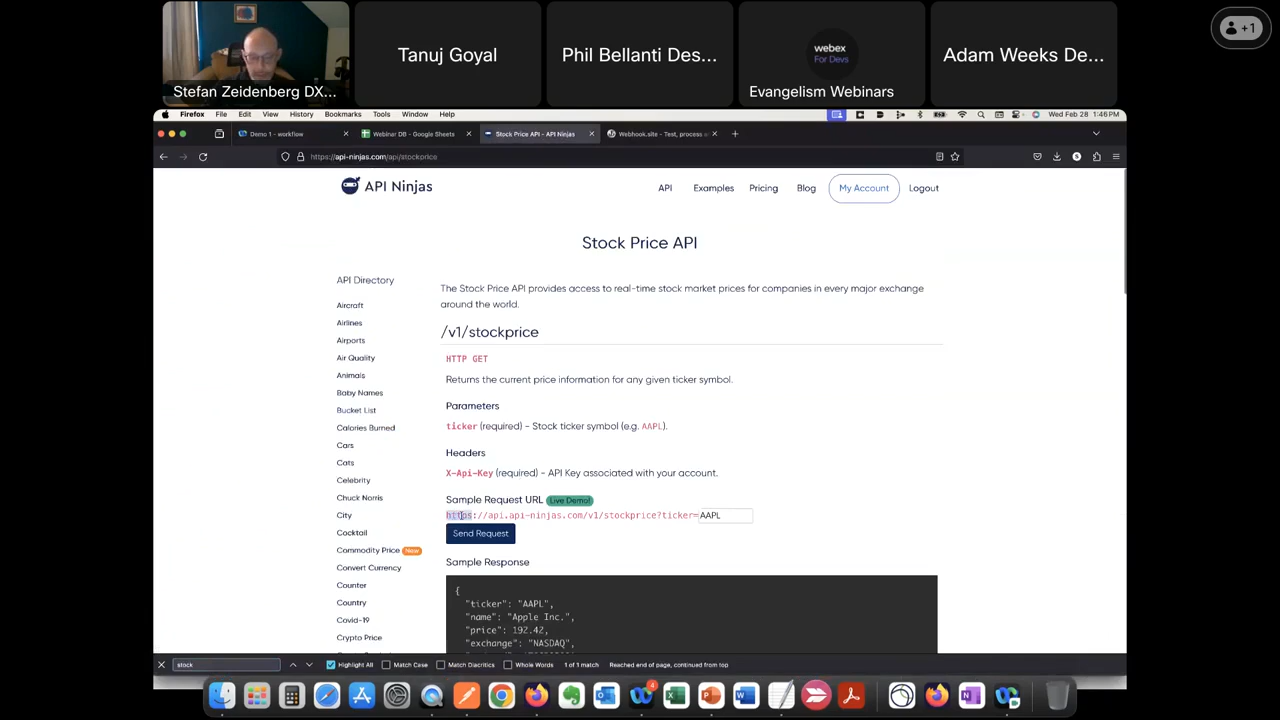 Stefan Zeidenberg DX...
Tanuj Goyal
Phil Bellanti Des...
webex
For Devs
Evangelism Webinars
Adam Weeks De...
+1
Firefox File Edit View History Bookmarks Tools Window Help
Wed Feb 28 1:46 PM
Demo 1 - workflow
Webinar DB - Google Sheets
Stock Price API - API Ninjas
Webhook.site - Test, process a
https://api-ninjas.com/api/stockprice
API Ninjas
API Examples Pricing Blog My Account Logout
Stock Price API
API Directory
Aircraft
Airlines
Airports
Air Quality
Animals
Baby Names
Bucket List
Calories Burned
Cars
Cats
Celebrity
Chuck Norris
City
Cocktail
Commodity Price New
Convert Currency
Counter
Country
Covid-19
Crypto Price
The Stock Price API provides access to real-time stock market prices for companies in every major exchange
around the world.
/v1/stockprice
HTTP GET
Returns the current price information for any given ticker symbol.
Parameters
ticker (required) - Stock ticker symbol (e.g. AAPL).
Headers
X-Api-Key (required) - API Key associated with your account.
Sample Request URL Live Demo!
https://api.api-ninjas.com/v1/stockprice?ticker= AAPL
Send Request
Sample Response
{
"ticker": "AAPL",
"name": "Apple Inc.",
"price": 192.42,
"exchange": "NASDAQ",
stock
Highlight All Match Case Match Diacritics Whole Words 1 of 1 match Reached end of page, continued from top
4